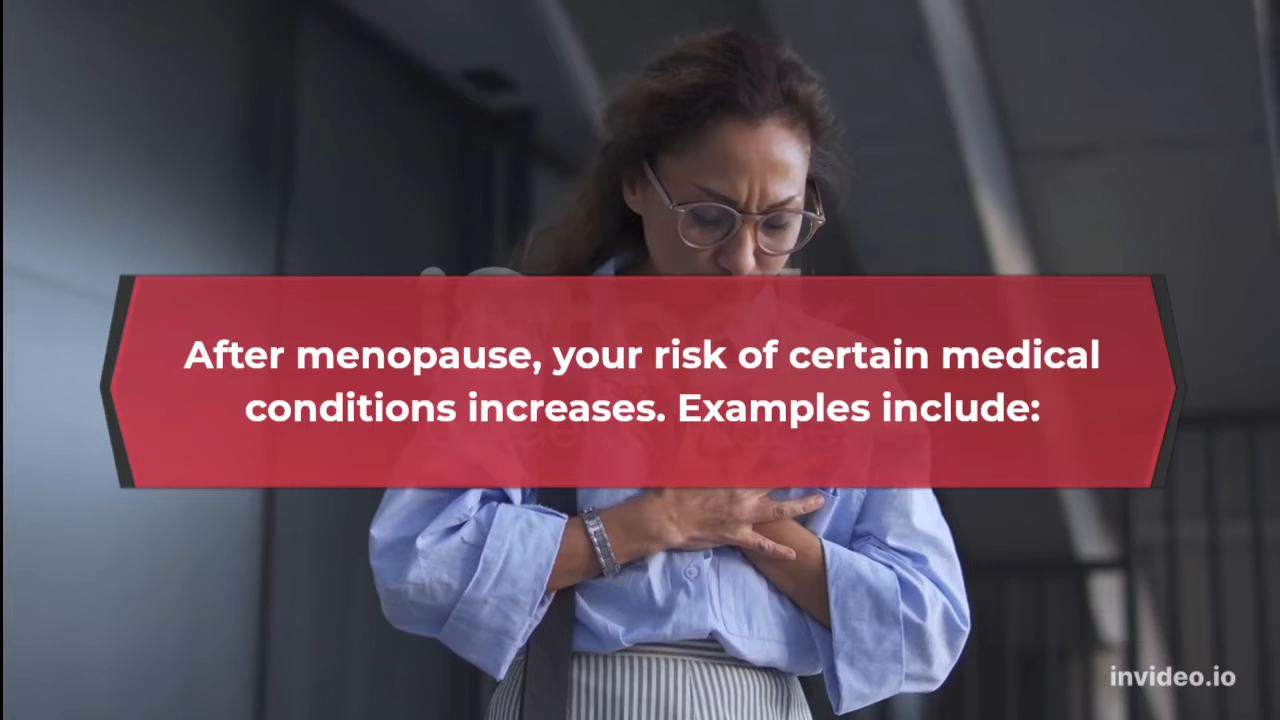 After menopause, your risk of certain medical
conditions increases. Examples include:
invideo.io